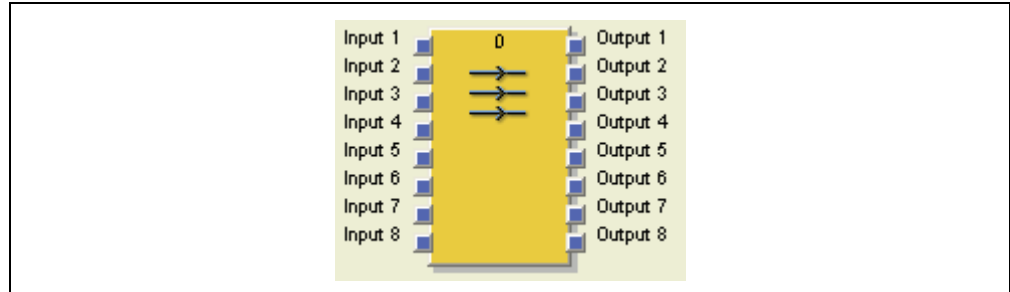 Input 1 0 Output 1
Input 2 Output 2
Input 3 Output 3
Input 4 Output 4
Input 5 Output 5
Input 6 Output 6
Input 7 Output 7
Input 8 Output 8